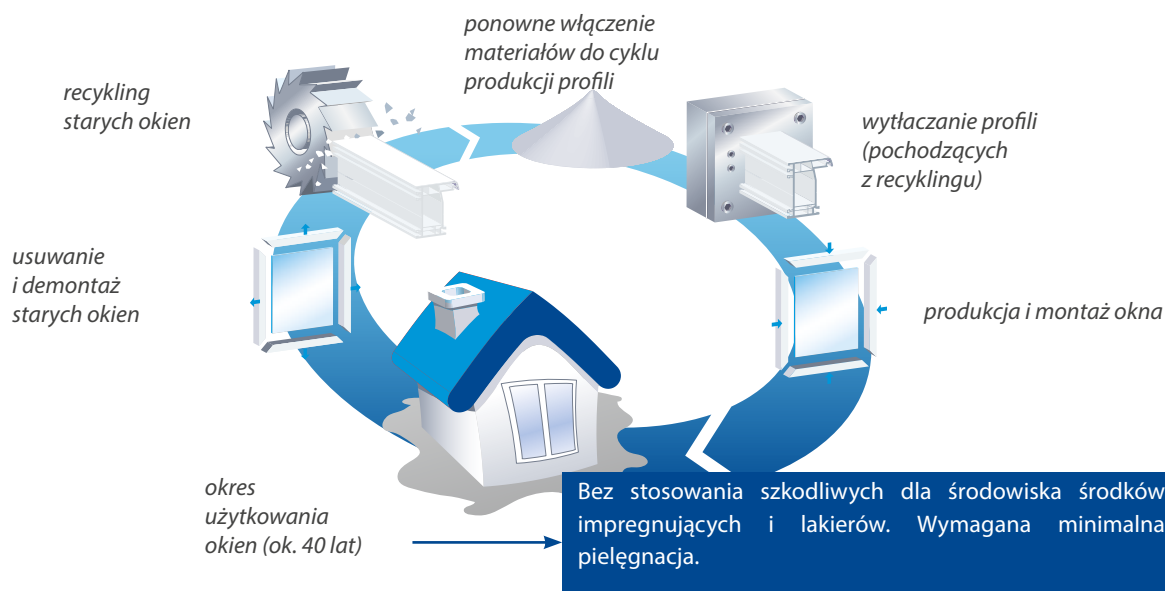 ponowne włączenie
materiałów do cyklu
produkcji profili
recykling
starych okien
wytłaczanie profili
(pochodzących
z recyklingu)
usuwanie
i demontaż
starych okien
produkcja i montaż okna
okres
użytkowania
okien (ok. 40 lat)
Bez stosowania szkodliwych dla środowiska środków
impregnujących i lakierów. Wymagana minimalna
pielęgnacja.